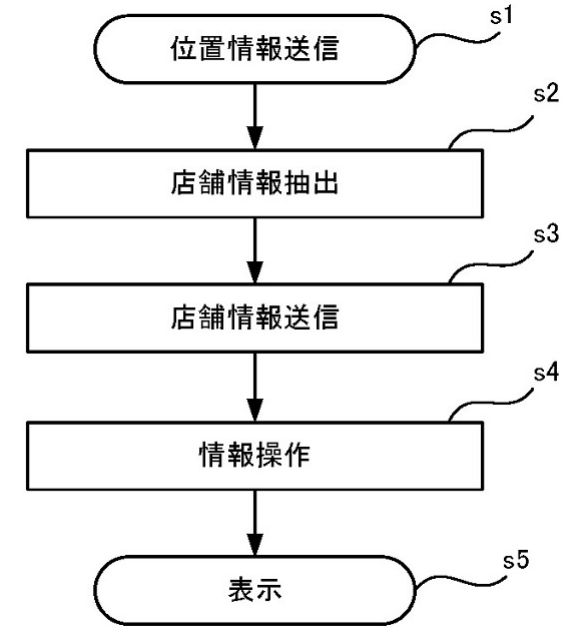 s1
位置情報送信
s2
店舗情報抽出
s3
店舗情報送信
s4
情報操作
s5
表示